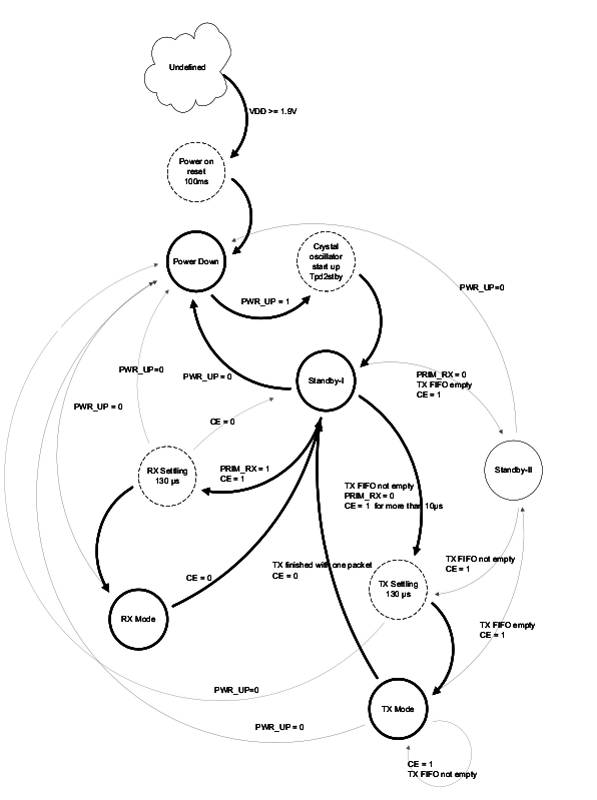 Undefined
VDD >= 1.9V
Power on
reset
100ms
Power Down
Crystal
oscillator
start up
Tpd2stby
PWR_UP=0
PWR_UP = 1
PWR_UP=0
PWR_UP = 0
Standby-I
PRIM_RX = 0
TX FIFO empty
CE = 1
PWR_UP = 0
CE = 0
RX Settling
130 µs
PRIM_RX = 1
CE = 1
TX FIFO not empty
PRIM_RX = 0
CE = 1 for more than 10µs
Standby-II
TX finished with one packet
CE = 0
CE = 0
TX FIFO not empty
CE = 1
TX Settling
130 µs
RX Mode
TX FIFO empty
CE = 1
PWR_UP=0
TX Mode
PWR_UP = 0
CE = 1
TX FIFO not empty